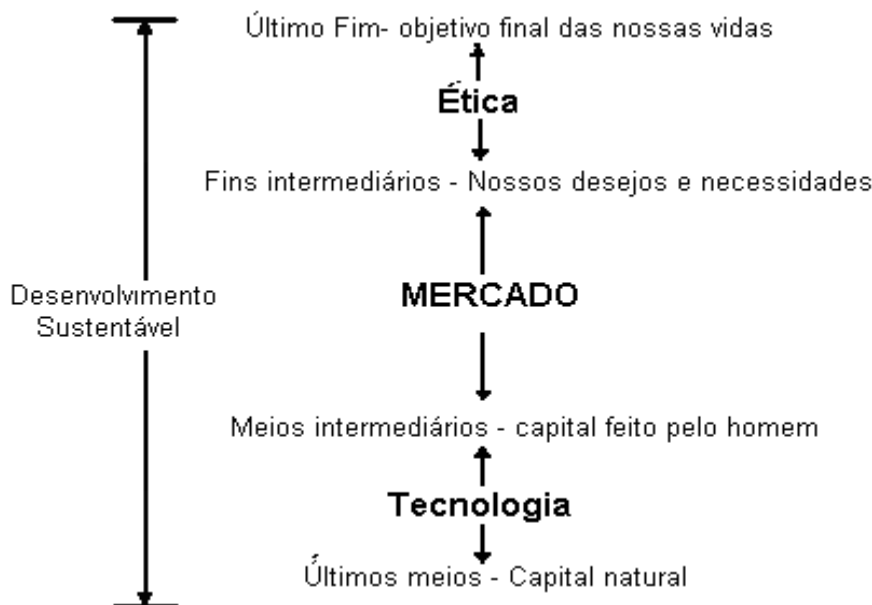 Último Fim- objetivo final das nossas vidas
Ética
Fins intermediários - Nossos desejos e necessidades
MERCADO
Desenvolvimento
Sustentável
Meios intermediários - capital feito pelo homem
Tecnologia
Últimos meios - Capital natural